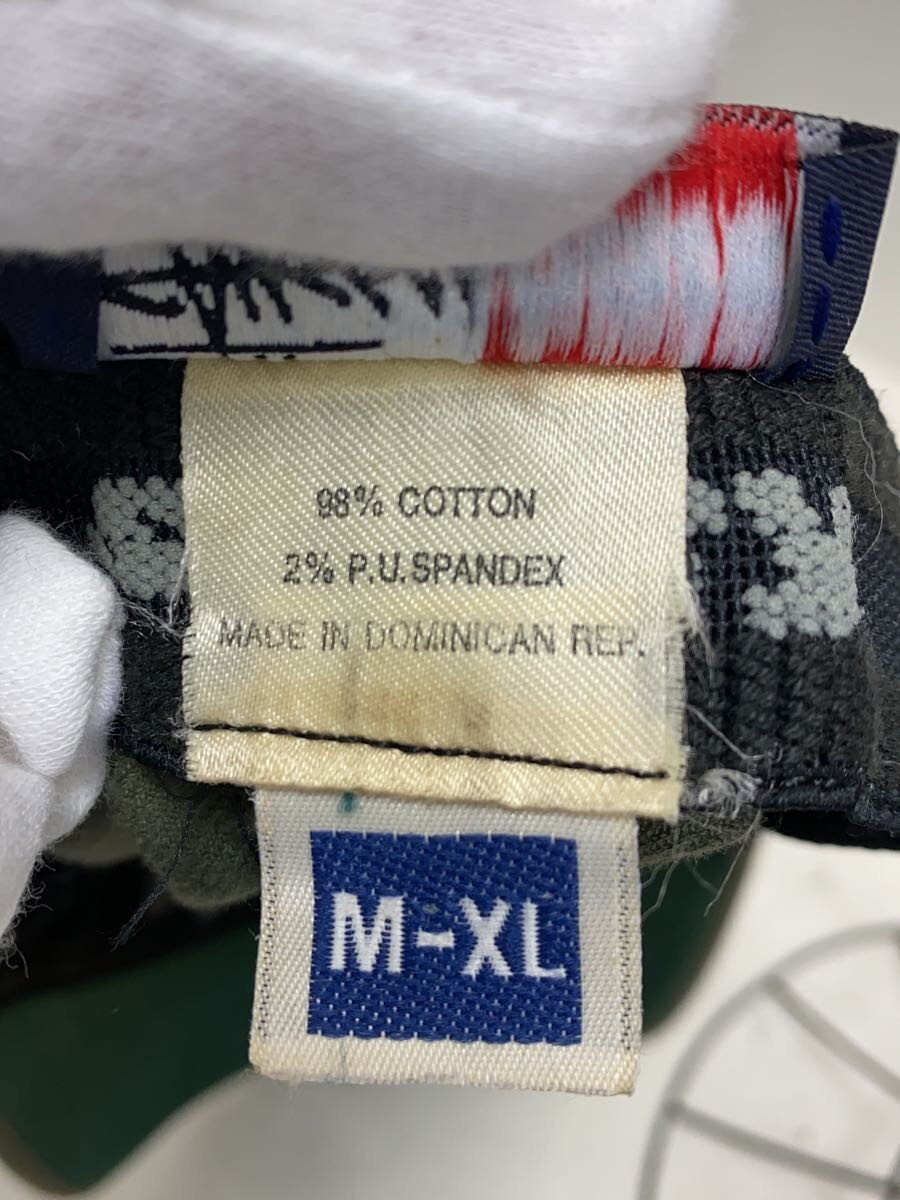 98% COTTON
2% P.U. SPANDEX
MADE IN DOMINICAN REP.
M-XL